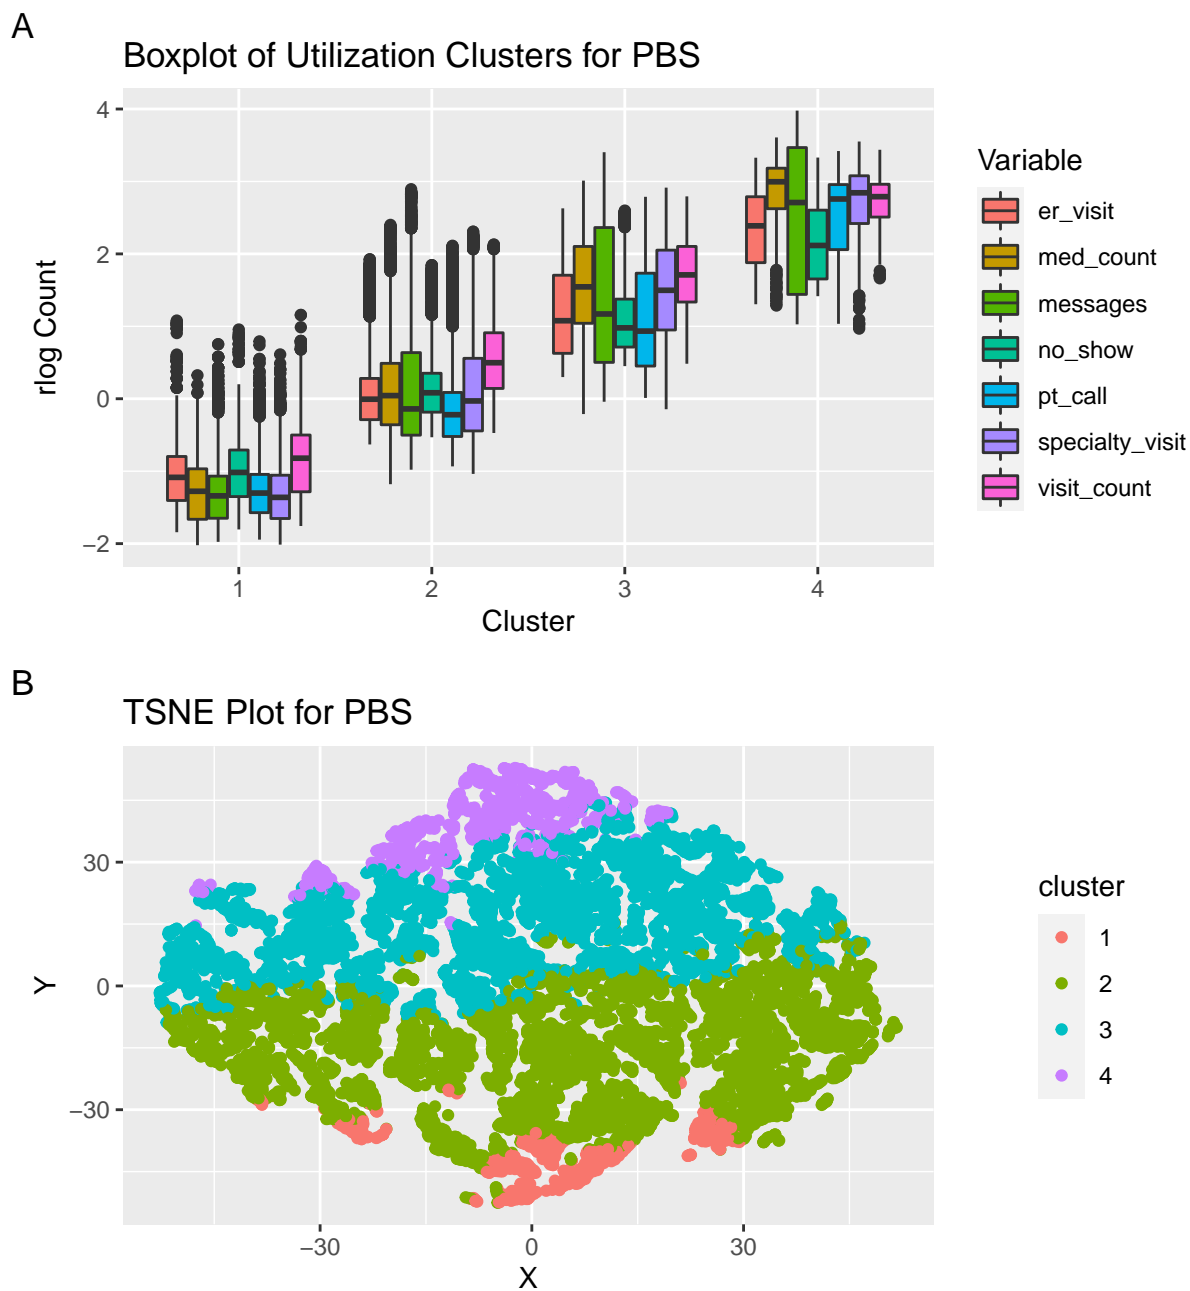 A
Boxplot of Utilization Clusters for PBS
4
2
0
−2
rlog Count
1 2 3 4
Cluster
Variable
er_visit
med_count
messages
no_show
pt_call
specialty_visit
visit_count
B
TSNE Plot for PBS
30
0
−30
Y
−30 0 30
X
cluster
1
2
3
4